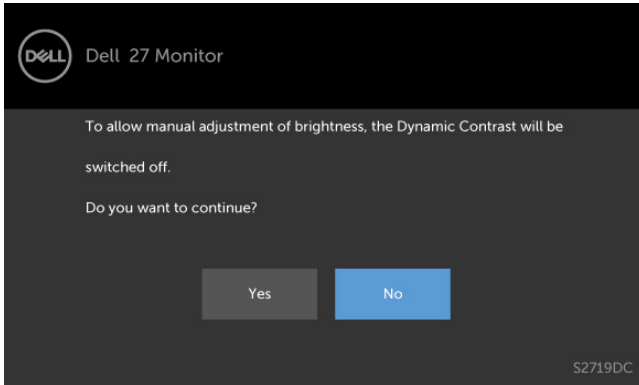 DELL
Dell 27 Monitor
To allow manual adjustment of brightness, the Dynamic Contrast will be
switched off.
Do you want to continue?
Yes
No
S2719DC